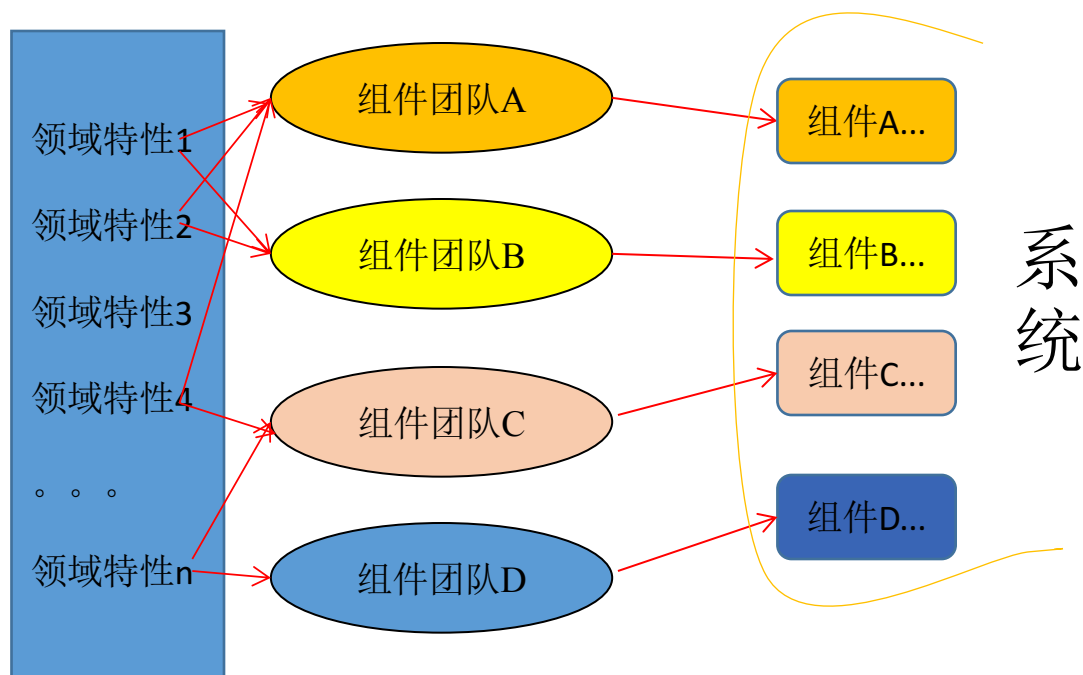 领域特性1
领域特性2
领域特性3
领域特性4
。。。
领域特性n
组件团队A
组件团队B
组件团队C
组件团队D
组件A...
组件B...
组件C...
组件D...
系
统